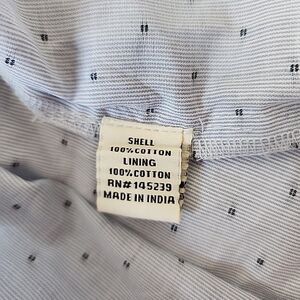 SHELL
100% COTTON
LINING
100% COTTON
RN# 145239
MADE IN INDIA